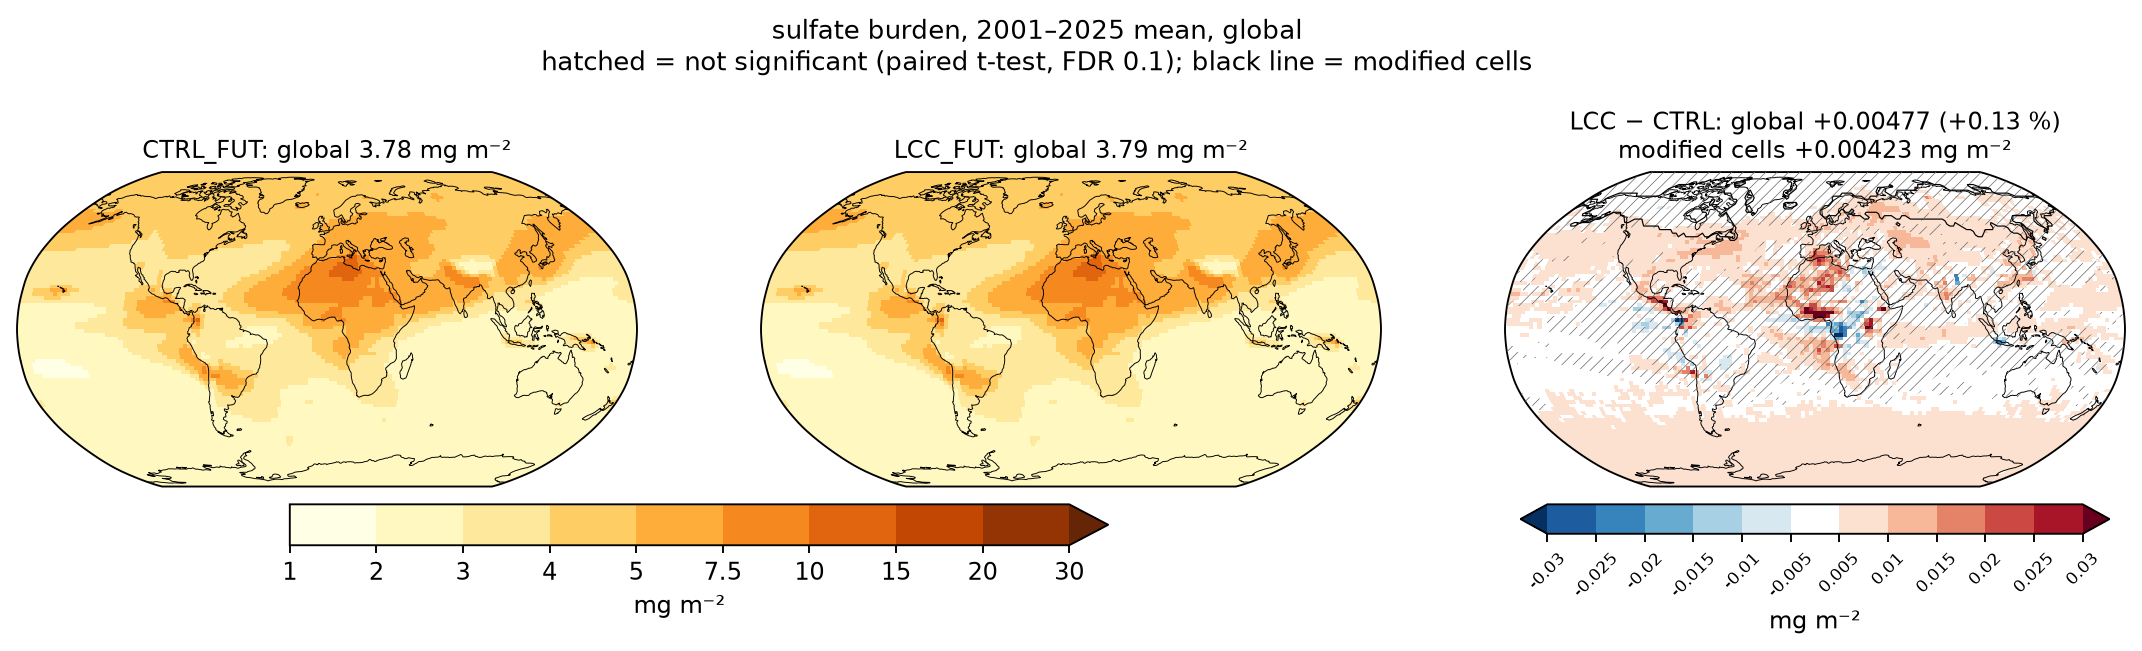 sulfate burden, 2001–2025 mean, global
hatched = not significant (paired t-test, FDR 0.1); black line = modified cells
CTRL_FUT: global 3.78 mg m⁻²
LCC_FUT: global 3.79 mg m⁻²
LCC − CTRL: global +0.00477 (+0.13 %)
modified cells +0.00423 mg m⁻²
1 2 3 4 5 7.5 10 15 20 30
mg m⁻²
-0.03 -0.025 -0.02 -0.015 -0.01 -0.005 0.005 0.01 0.015 0.02 0.025 0.03
mg m⁻²